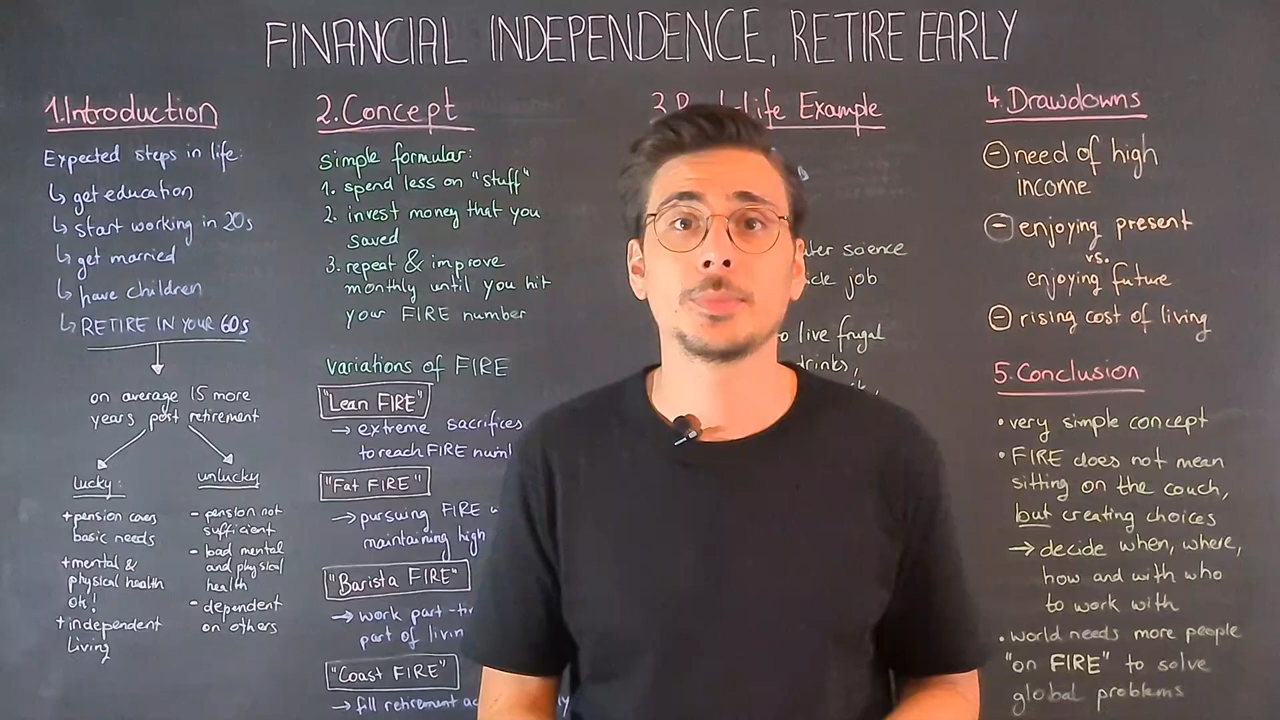 FINANCIAL INDEPENDENCE, RETIRE EARLY
1. Introduction
Expected steps in life:
↳ get education
↳ start working in 20s
↳ get married
↳ have children
↳ RETIRE IN YOUR 60s
on average 15 more
years post retirement
lucky:
+ pension covers
basic needs
+ mental &
physical health
ok!
+ independent
living
unlucky
- pension not
sufficient
- bad mental
and physical
health
- dependent
on others
2. Concept
simple formular:
1. spend less on "stuff"
2. invest money that you
saved
3. repeat & improve
monthly until you hit
your FIRE number
variations of FIRE
"Lean FIRE"
→ extreme sacrifices
to reach FIRE
"Fat FIRE"
→ pursuing FIRE
maintaining high
"Barista FIRE"
→ work part-
part of
"Coast FIRE"
→ fill retirement
3. Example
science
job
live frugal
drinks,
4. Drawdowns
⊖ need of high
income
⊖ enjoying present
vs.
enjoying future
⊖ rising cost of living
5. Conclusion
• very simple concept
• FIRE does not mean
sitting on the couch,
but creating choices
→ decide when, where,
how and with who
to work with
• world needs more people
"on FIRE" to solve
global problems